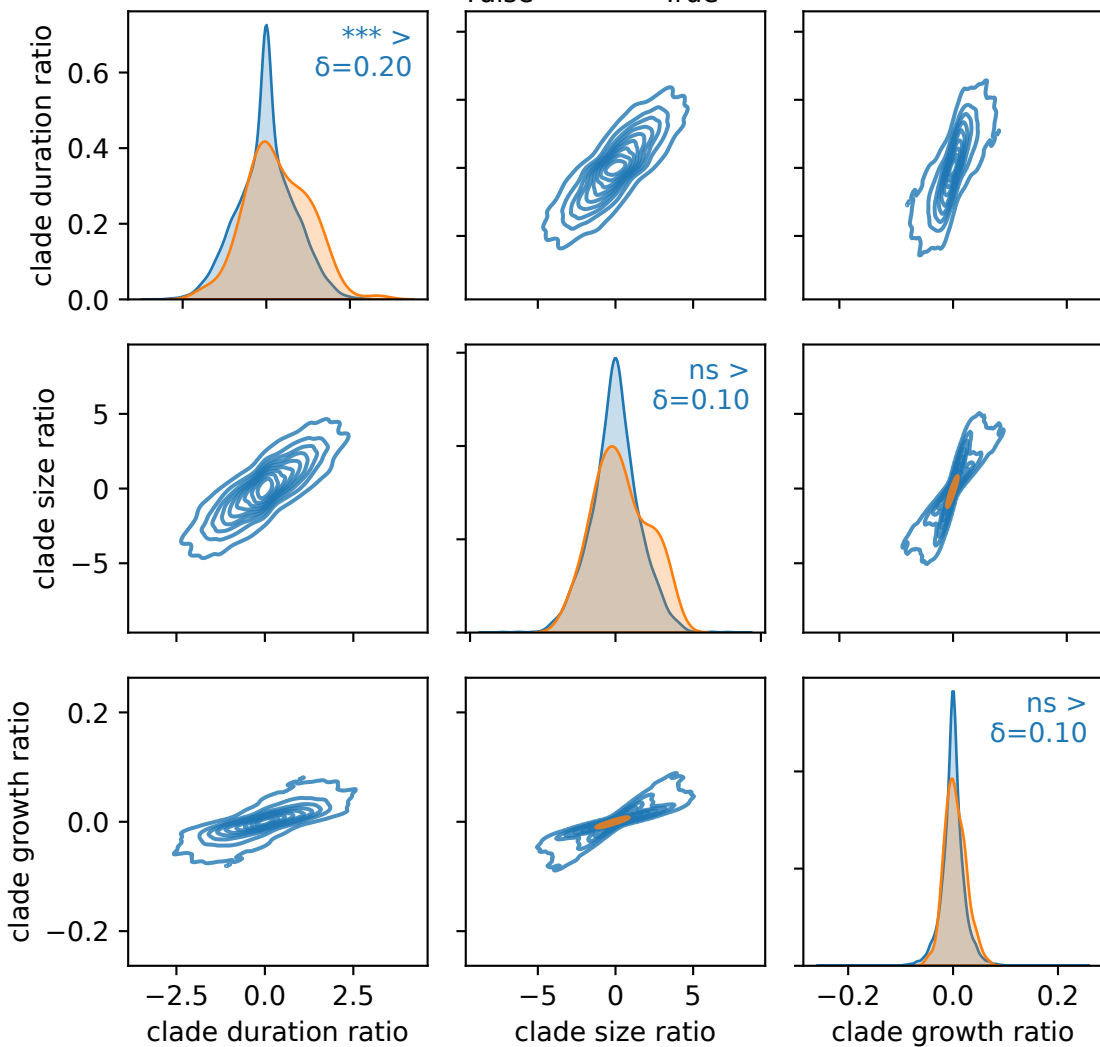 True
clade duration ratio
0.6
0.4
0.2
0.0
*** >
δ=0.20
clade size ratio
5
0
−5
ns >
δ=0.10
clade growth ratio
0.2
0.0
−0.2
ns >
δ=0.10
−2.5 0.0 2.5
−5 0 5
−0.2 0.0 0.2
clade duration ratio
clade size ratio
clade growth ratio